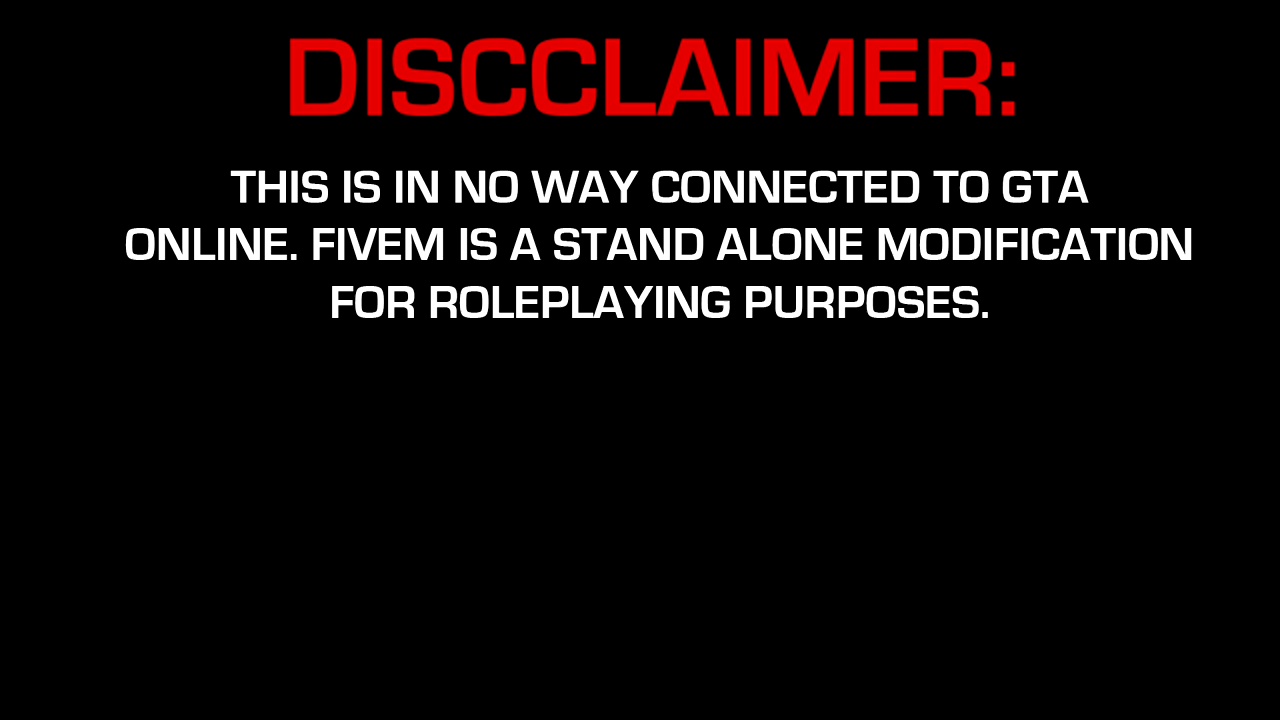 DISCCLAIMER:
THIS IS IN NO WAY CONNECTED TO GTA
ONLINE. FIVEM IS A STAND ALONE MODIFICATION
FOR ROLEPLAYING PURPOSES.